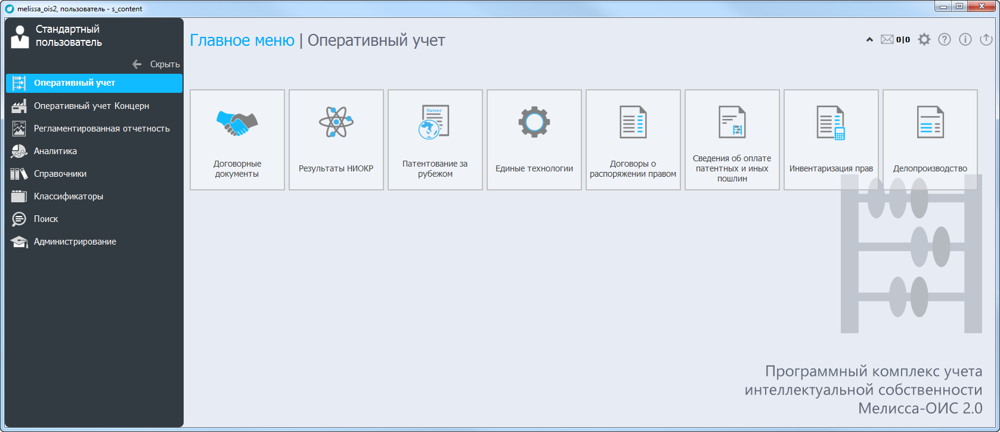 melissa_ois2, пользователь - s_content
Стандартный
пользователь
Скрыть
Оперативный учет
Оперативный учет Концерн
Регламентированная отчетность
Аналитика
Справочники
Классификаторы
Поиск
Администрирование
Главное меню | Оперативный учет
0|0
Договорные
документы
Результаты НИОКР
Патент
Патентование за
рубежом
Единые технологии
Договоры о
распоряжении правом
Сведения об оплате
патентных и иных
пошлин
Инвентаризация прав
Делопроизводство
Программный комплекс учета
интеллектуальной собственности
Мелисса-ОИС 2.0